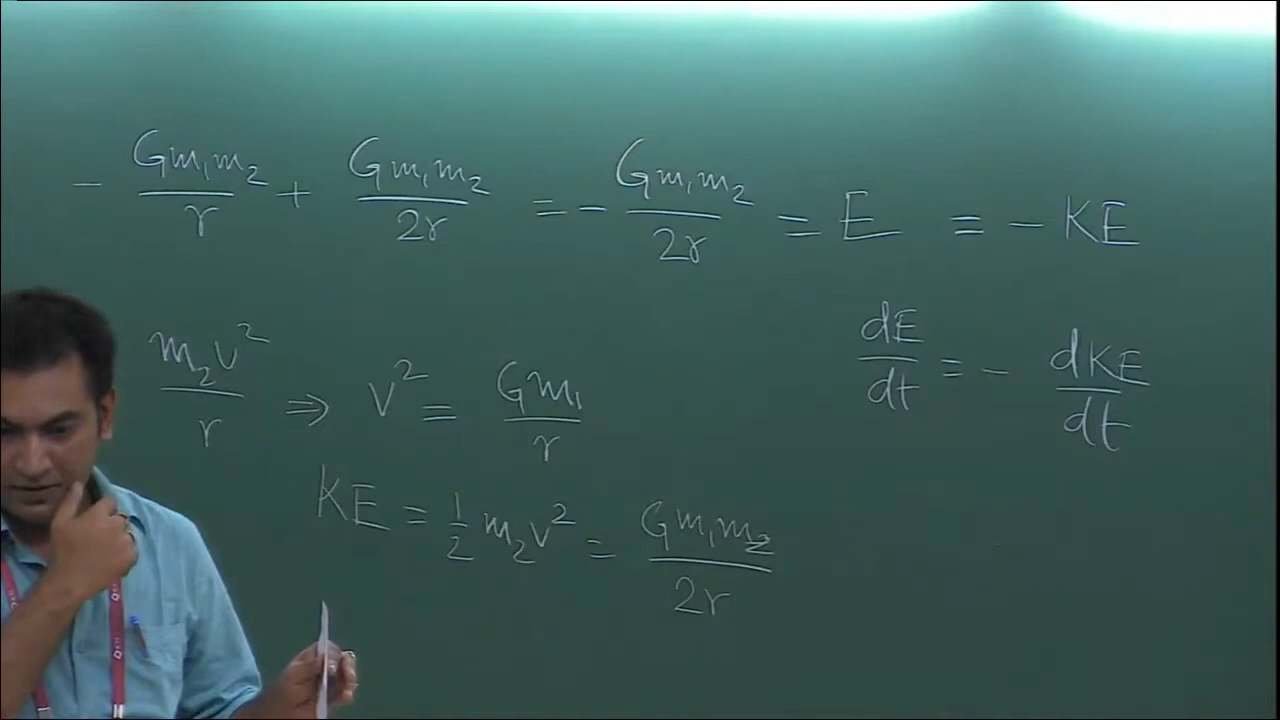 - Gm₁m₂/r + Gm₁m₂/2r = - Gm₁m₂/2r = E = - KE
m₂v²/r ⇒ v² = Gm₁/r
dE/dt = - dKE/dt
KE = ½ m₂v² = Gm₁m₂/2r